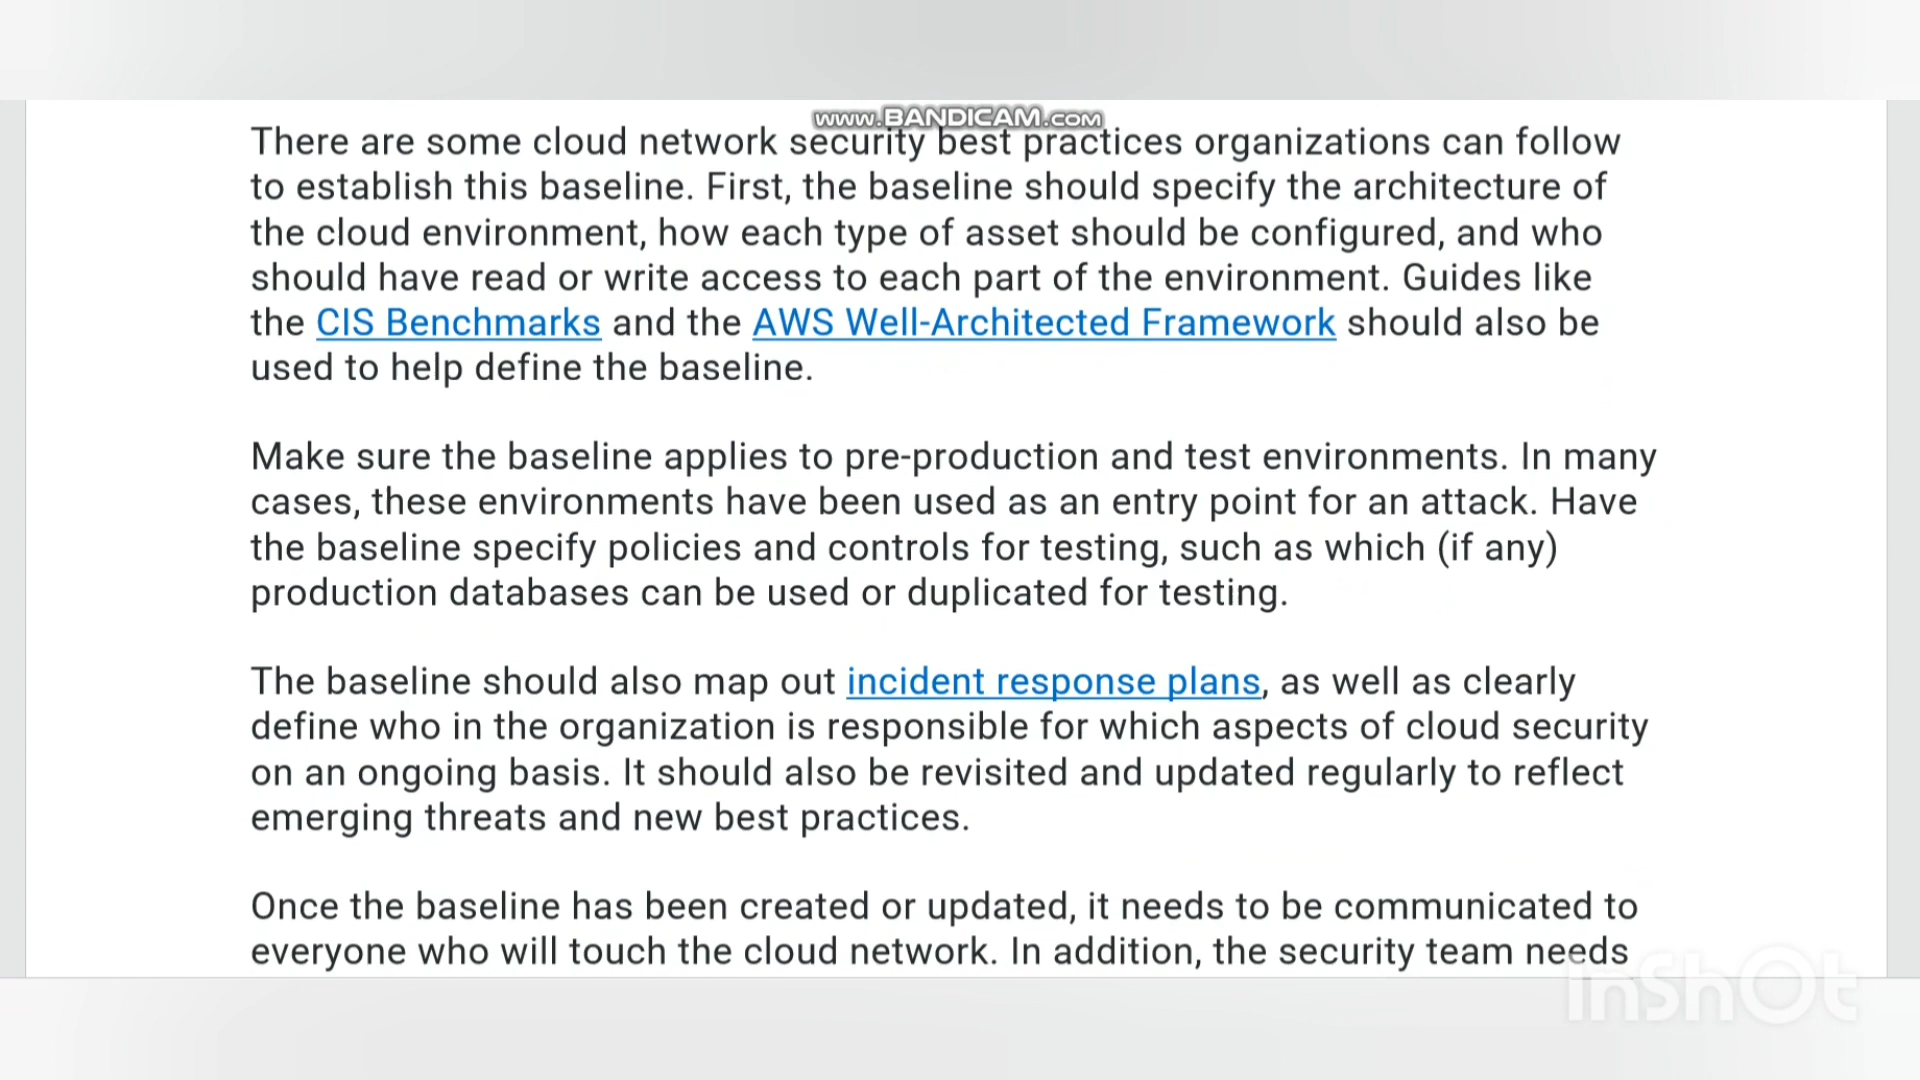 www.BANDICAM.com
There are some cloud network security best practices organizations can follow
to establish this baseline. First, the baseline should specify the architecture of
the cloud environment, how each type of asset should be configured, and who
should have read or write access to each part of the environment. Guides like
the CIS Benchmarks and the AWS Well-Architected Framework should also be
used to help define the baseline.
Make sure the baseline applies to pre-production and test environments. In many
cases, these environments have been used as an entry point for an attack. Have
the baseline specify policies and controls for testing, such as which (if any)
production databases can be used or duplicated for testing.
The baseline should also map out incident response plans, as well as clearly
define who in the organization is responsible for which aspects of cloud security
on an ongoing basis. It should also be revisited and updated regularly to reflect
emerging threats and new best practices.
Once the baseline has been created or updated, it needs to be communicated to
everyone who will touch the cloud network. In addition, the security team needs
InShOt